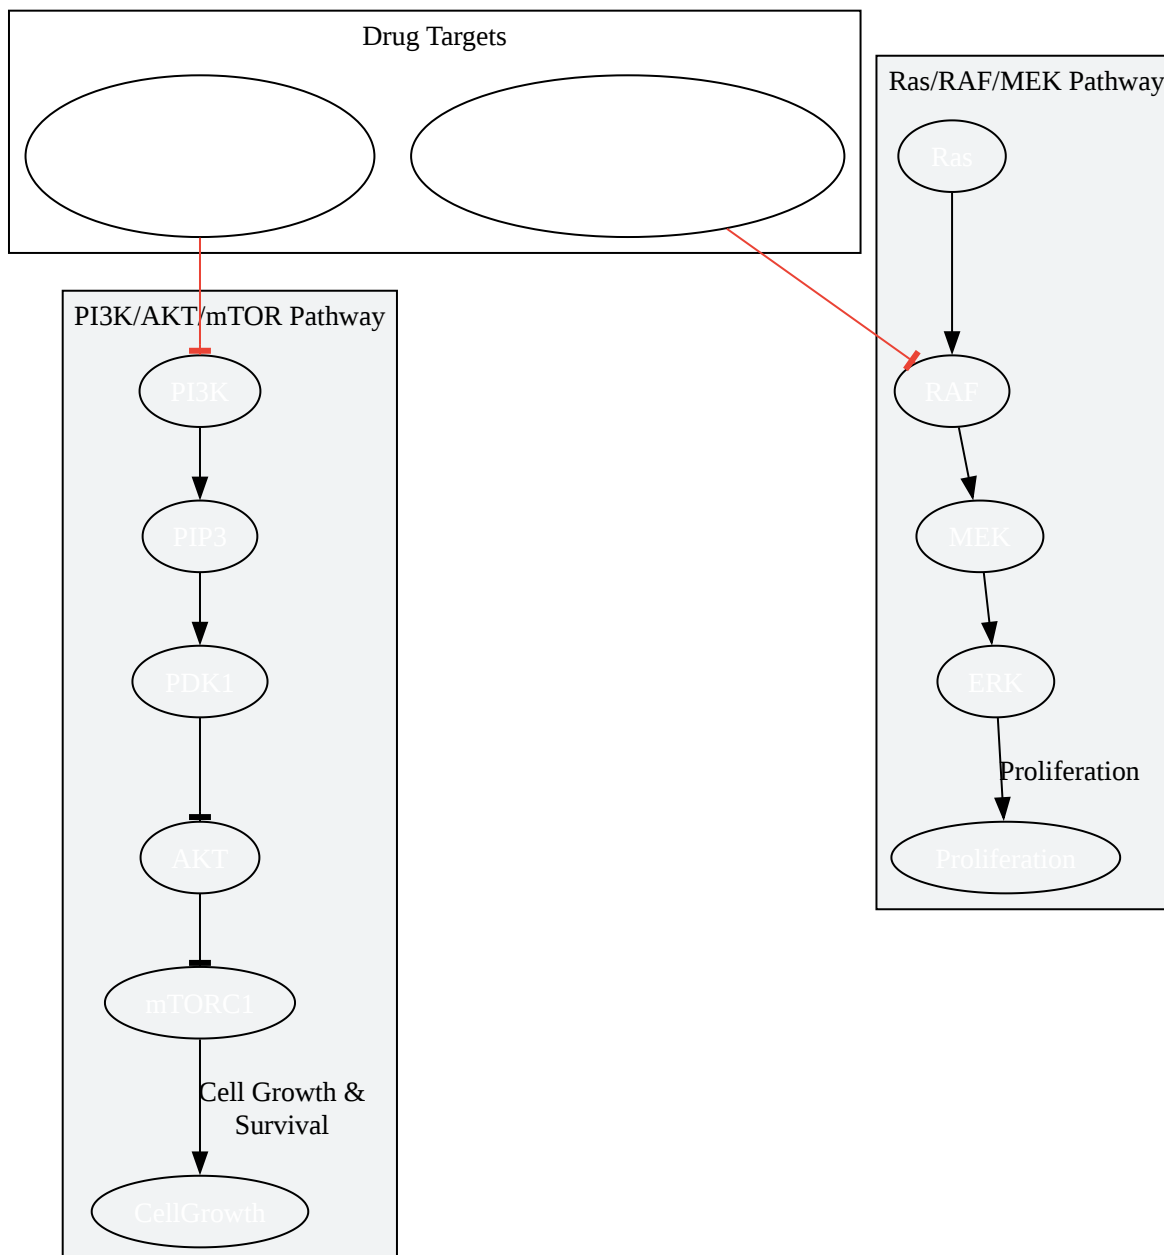 Drug Targets
Ras/RAF/MEK Pathway
Ras
PI3K/AKT/mTOR Pathway
PI3K
RAF
PIP3
MEK
PDK1
ERK
Proliferation
AKT
Proliferation
mTORC1
Cell Growth &
Survival
CellGrowth